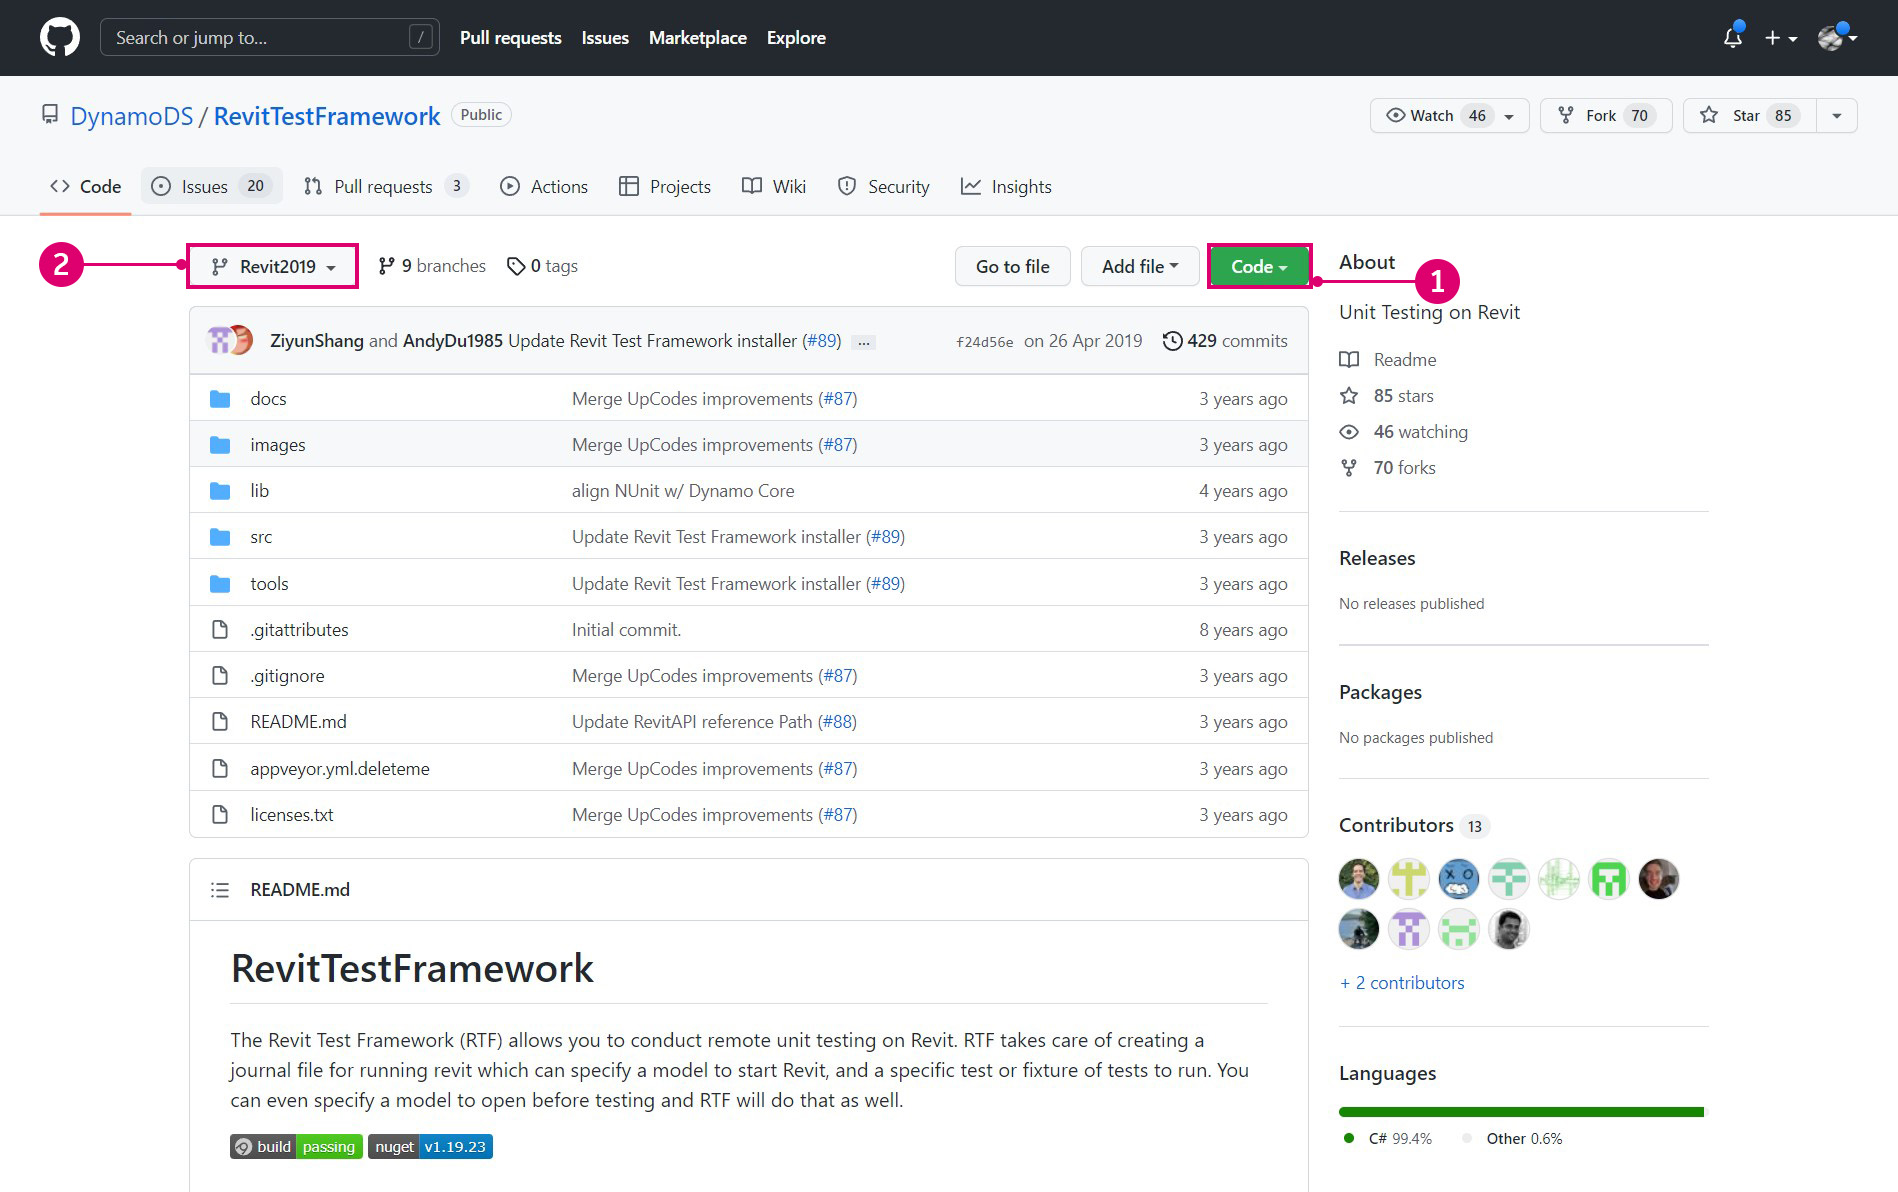 Search or jump to... / Pull requests Issues Marketplace Explore
DynamoDS / RevitTestFramework Public Watch 46 Fork 70 Star 85
Code Issues 20 Pull requests 3 Actions Projects Wiki Security Insights
2 Revit2019 9 branches 0 tags Go to file Add file Code 1
ZiyunShang and AndyDu1985 Update Revit Test Framework installer (#89) ... f24d56e on 26 Apr 2019 429 commits
docs Merge UpCodes improvements (#87) 3 years ago
images Merge UpCodes improvements (#87) 3 years ago
lib align NUnit w/ Dynamo Core 4 years ago
src Update Revit Test Framework installer (#89) 3 years ago
tools Update Revit Test Framework installer (#89) 3 years ago
.gitattributes Initial commit. 8 years ago
.gitignore Merge UpCodes improvements (#87) 3 years ago
README.md Update RevitAPI reference Path (#88) 3 years ago
appveyor.yml.deleteme Merge UpCodes improvements (#87) 3 years ago
licenses.txt Merge UpCodes improvements (#87) 3 years ago
README.md
RevitTestFramework
The Revit Test Framework (RTF) allows you to conduct remote unit testing on Revit. RTF takes care of creating a
journal file for running revit which can specify a model to start Revit, and a specific test or fixture of tests to run. You
can even specify a model to open before testing and RTF will do that as well.
build passing nuget v1.19.23
About
Unit Testing on Revit
Readme
85 stars
46 watching
70 forks
Releases
No releases published
Packages
No packages published
Contributors 13
X O
+ 2 contributors
Languages
C# 99.4% Other 0.6%